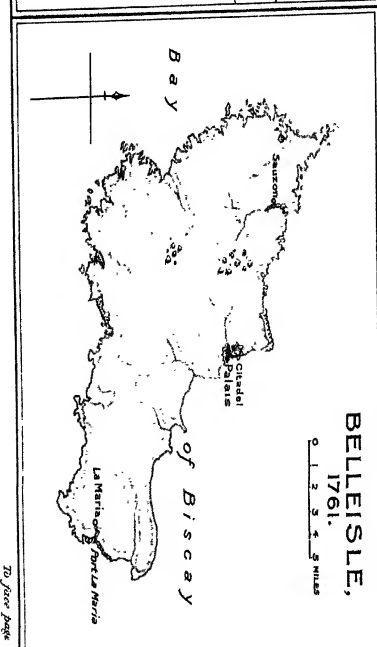 BELLEISLE,
1761.
0 1 2 3 4 5 MILES
Bay
of Biscay
Sauzono
Citadel
Palais
La Maria
Port La Maria
To face page